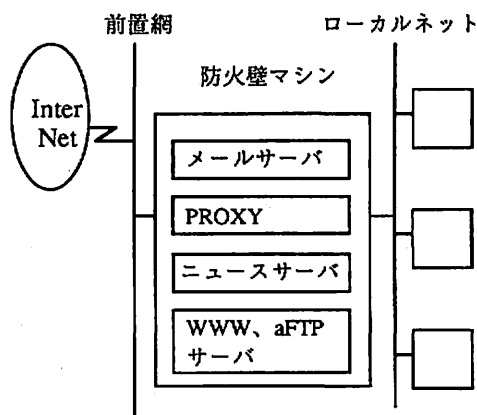 前置網
ローカルネット
防火壁マシン
Inter
Net
メールサーバ
PROXY
ニュースサーバ
WWW、aFTP
サーバ